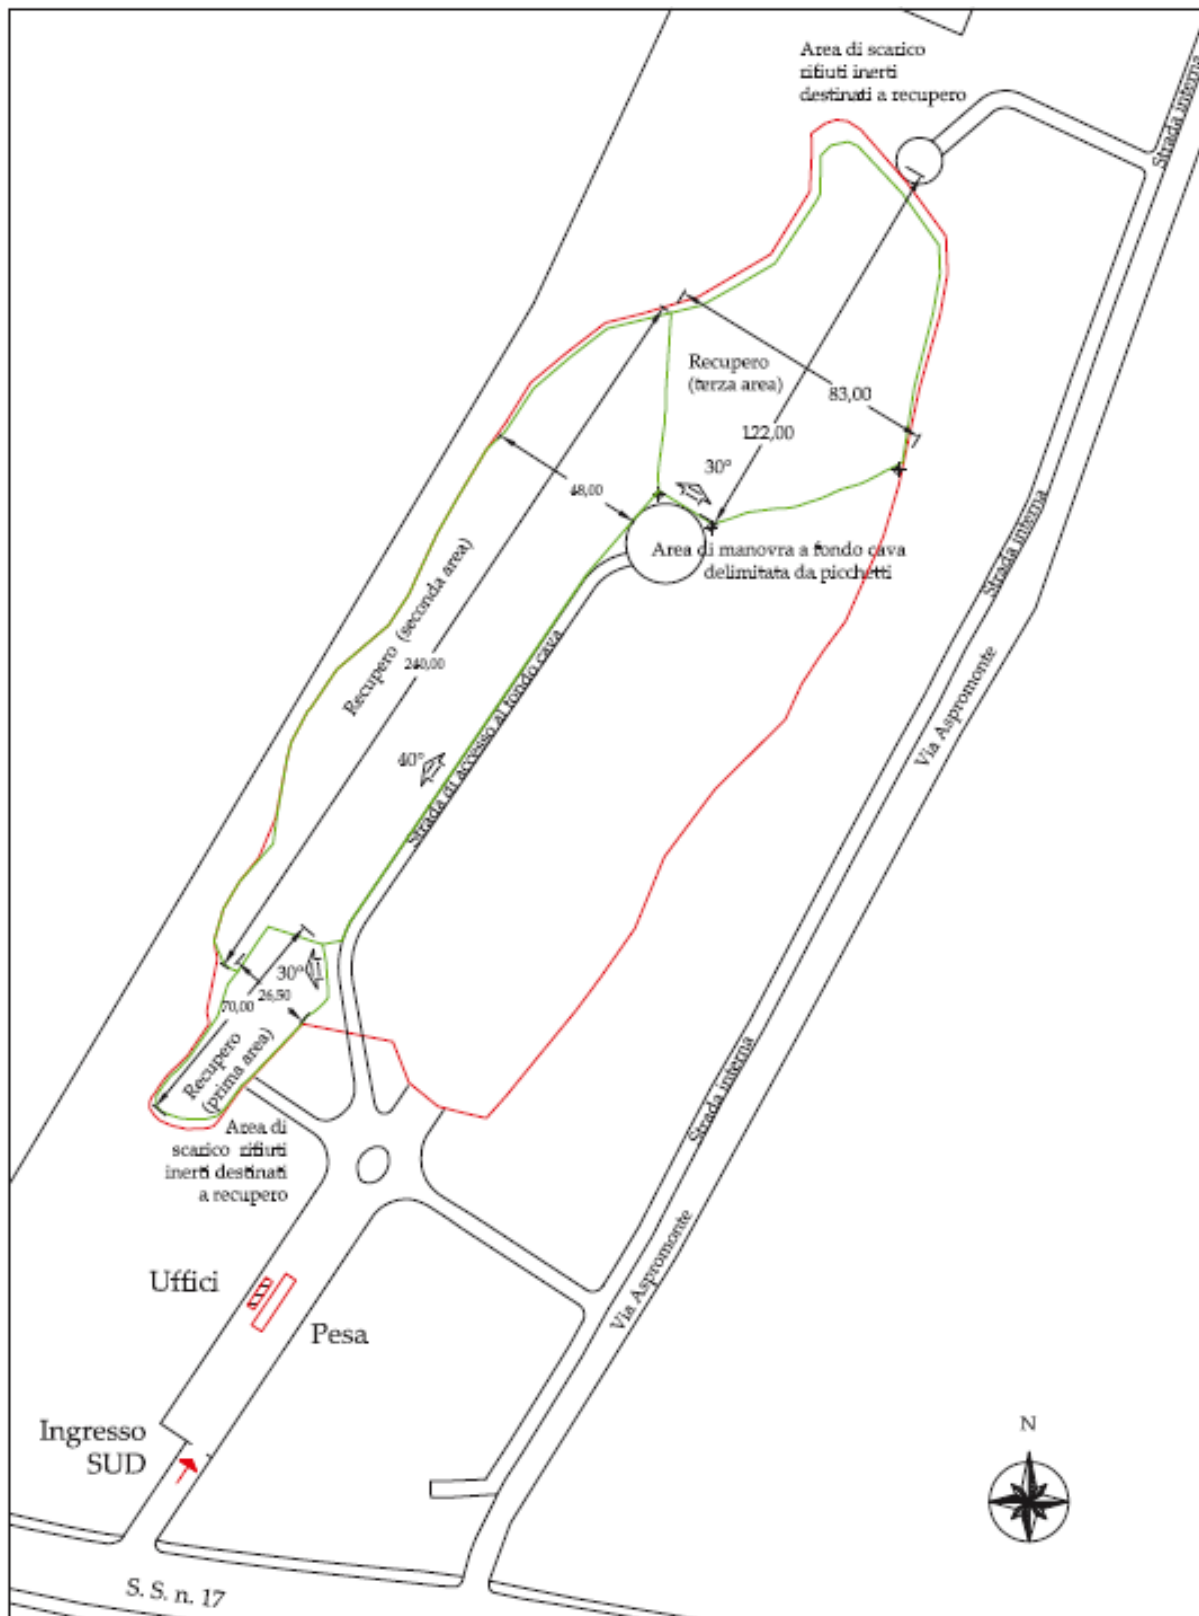 Area di scarico
rifiuti inerti
destinati a recupero
Strada interna
Recupero
(terza area)
83,00
122,00
30°
48,00
Area di manovra a fondo cava
delimitata da picchetti
Strada interna
Recupero (seconda area)
240,00
Strada di accesso al fondo cava
Via Aspromonte
40°
30°
26,50
70,00
Recupero
(prima area)
Strada interna
Area di
scarico rifiuti
inerti destinati
a recupero
Via Aspromonte
Uffici
Pesa
Ingresso
SUD
N
S. S. n. 17